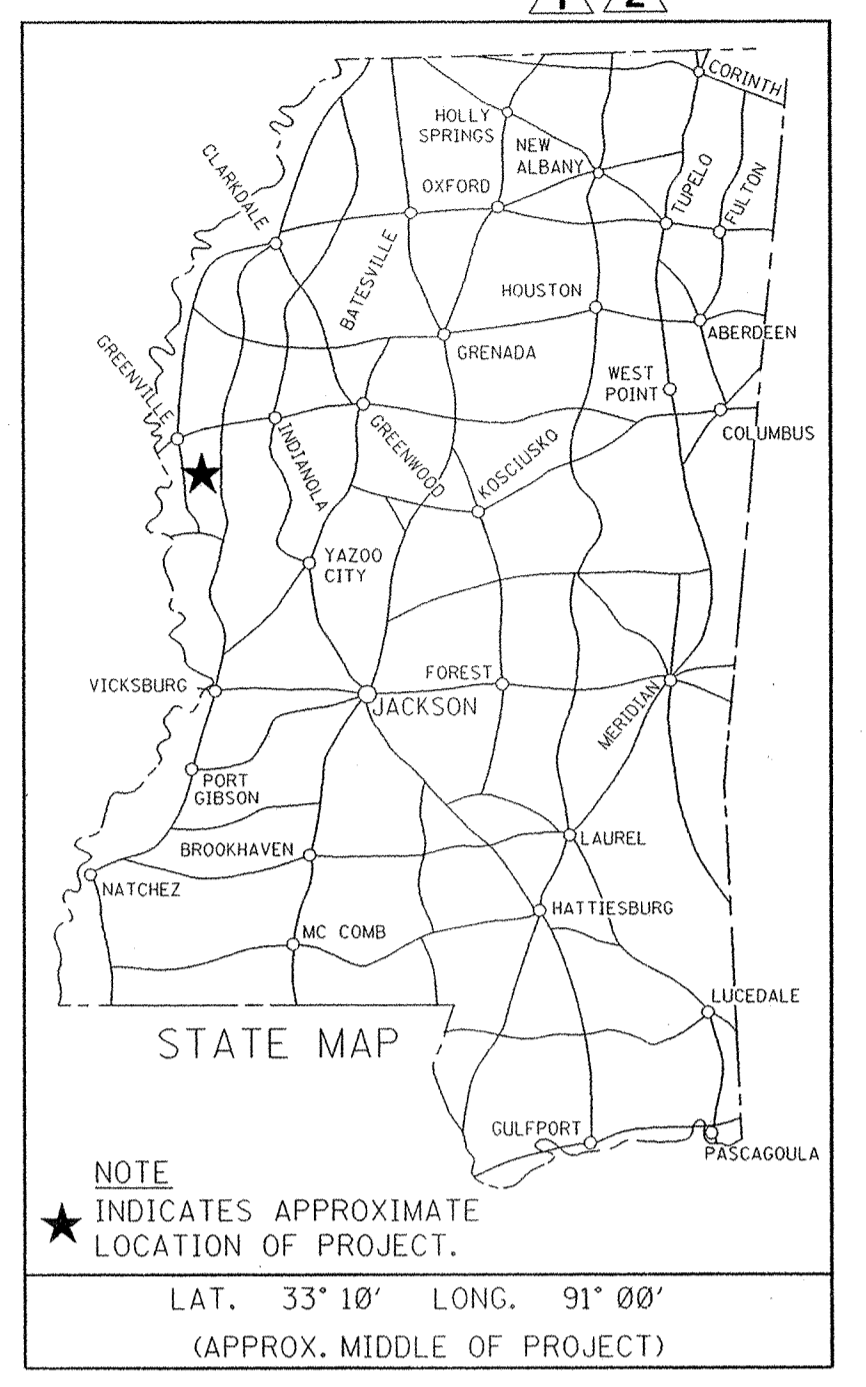 1 2
CORINTH
HOLLY
SPRINGS
NEW
ALBANY
CLARKDALE
OXFORD
TUPELO
FULTON
BATESVILLE
HOUSTON
ABERDEEN
GRENADA
GREENVILLE
WEST
POINT
COLUMBUS
INDIANOLA
GREENWOOD
KOSCIUSKO
YAZOO
CITY
VICKSBURG
FOREST
JACKSON
MERIDIAN
PORT
GIBSON
BROOKHAVEN
LAUREL
NATCHEZ
HATTIESBURG
MC COMB
LUCEDALE
STATE MAP
GULFPORT
PASCAGOULA
NOTE
INDICATES APPROXIMATE
LOCATION OF PROJECT.
LAT. 33° 10' LONG. 91° 00'
(APPROX. MIDDLE OF PROJECT)